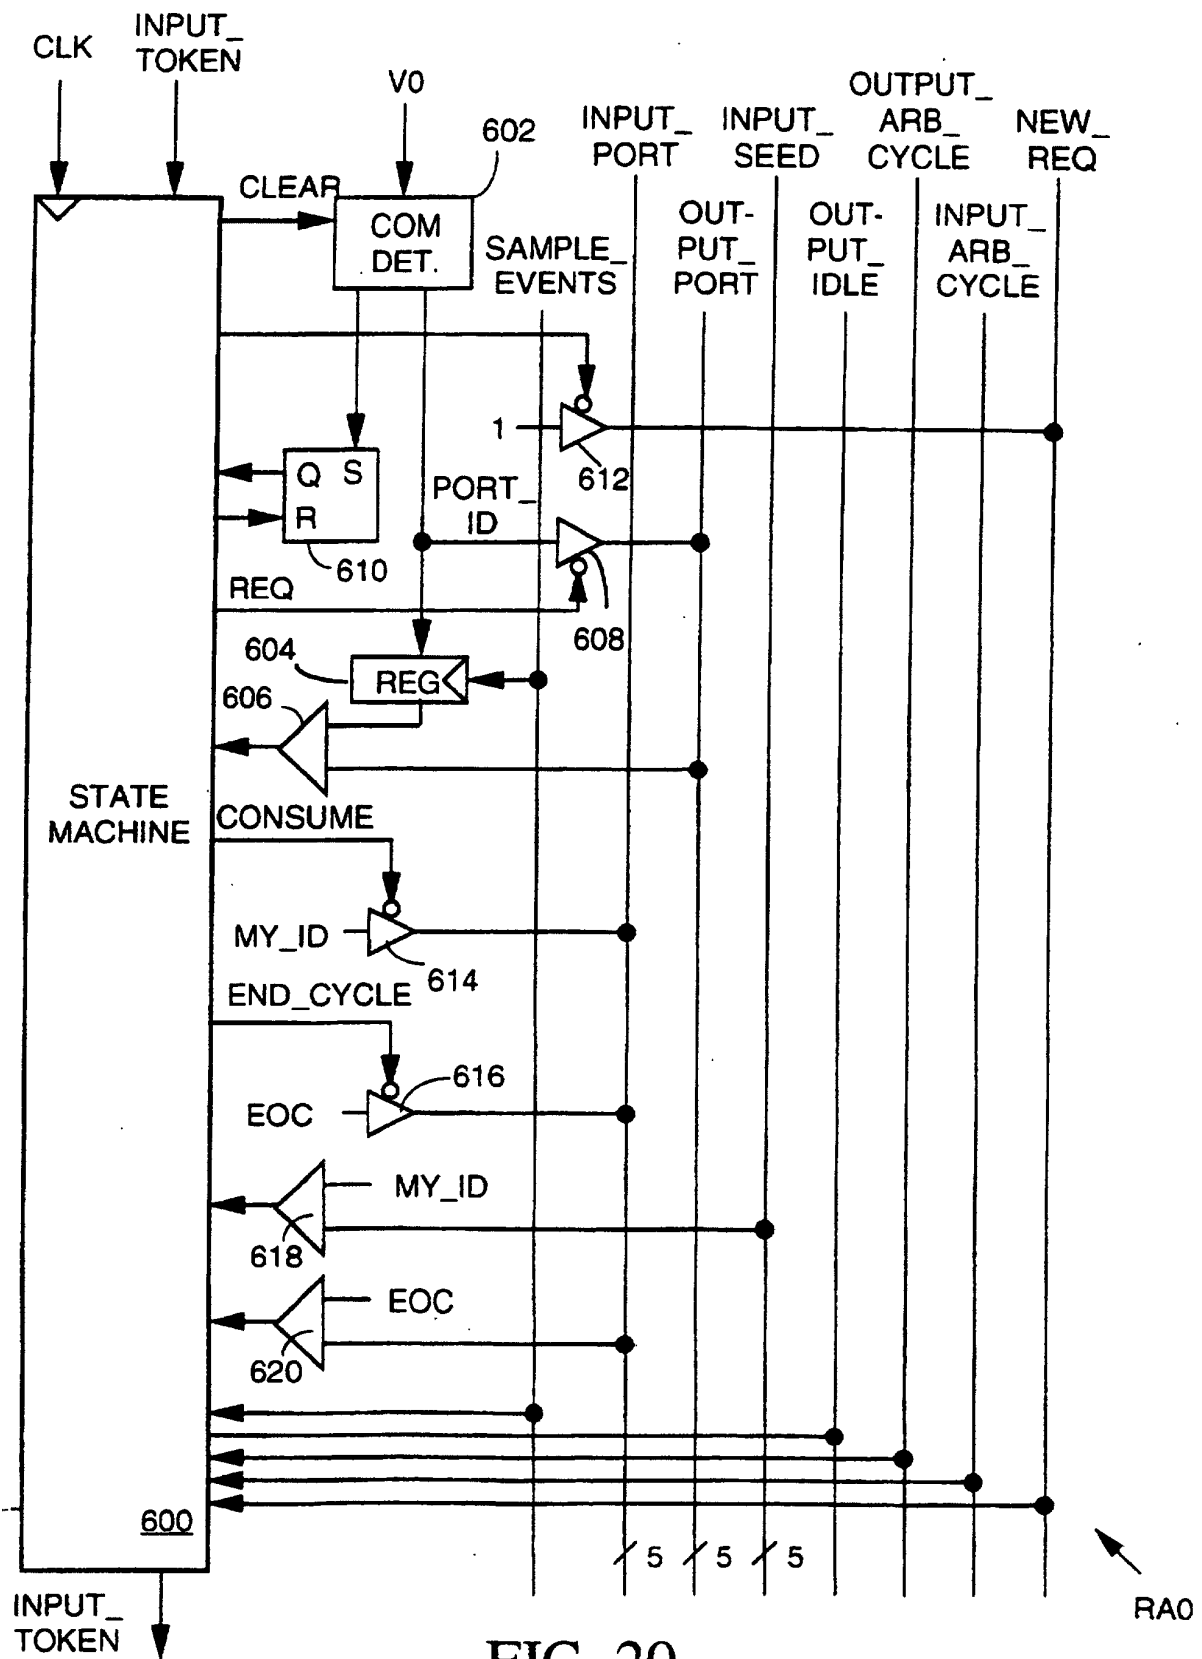 CLK
INPUT_
TOKEN
V0
602
INPUT_
PORT
INPUT_
SEED
OUTPUT_
ARB_
CYCLE
NEW_
REQ
CLEAR
COM
DET.
SAMPLE_
EVENTS
OUT-
PUT_
PORT
OUT-
PUT_
IDLE
INPUT_
ARB_
CYCLE
1
612
Q S
R
610
PORT_
ID
REQ
608
604
REG
606
STATE
MACHINE
CONSUME
MY_ID
614
END_CYCLE
616
EOC
MY_ID
618
EOC
620
600
5
5
5
RA0
INPUT_
TOKEN
FIG. 20